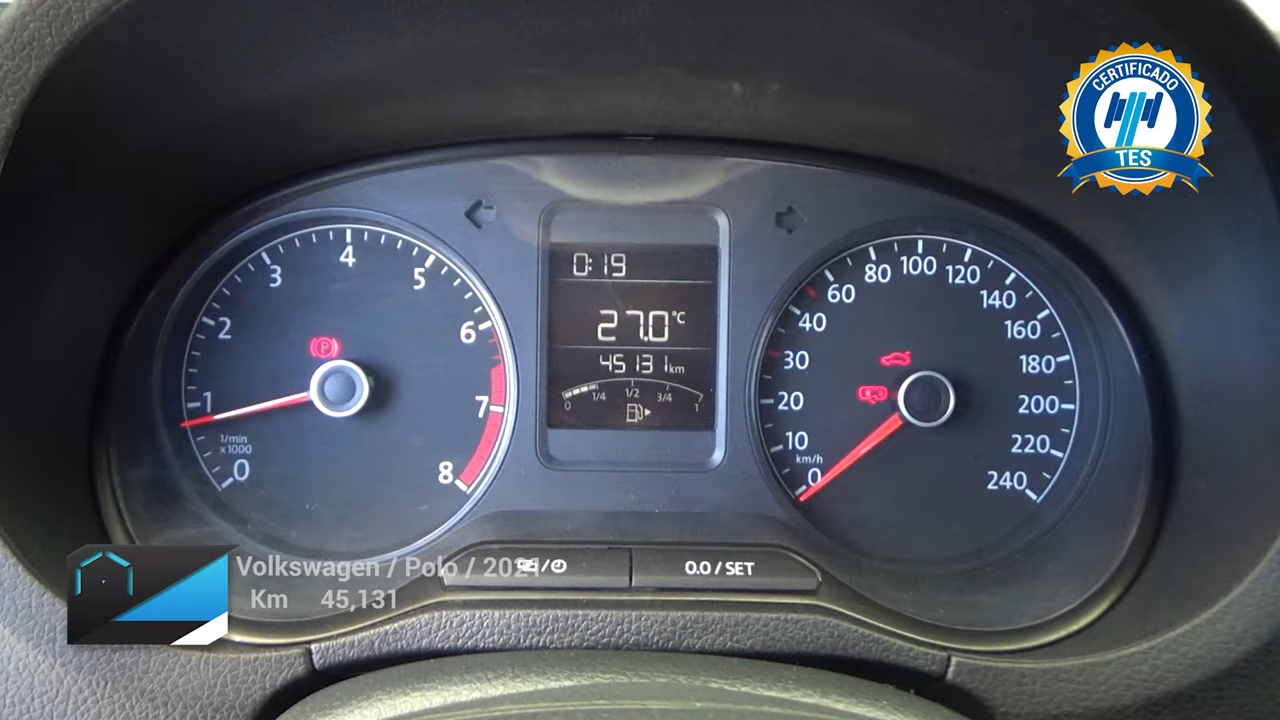 CERTIFICADO
TES
1/min
x1000
0
1
2
3
4
5
6
7
8
(P)
0:19
27.0°C
45131 km
0 1/4 1/2 3/4 1
km/h
0
10
20
30
40
60
80
100
120
140
160
180
200
220
240
0.0 / SET
Volkswagen / Polo / 2021
Km 45,131